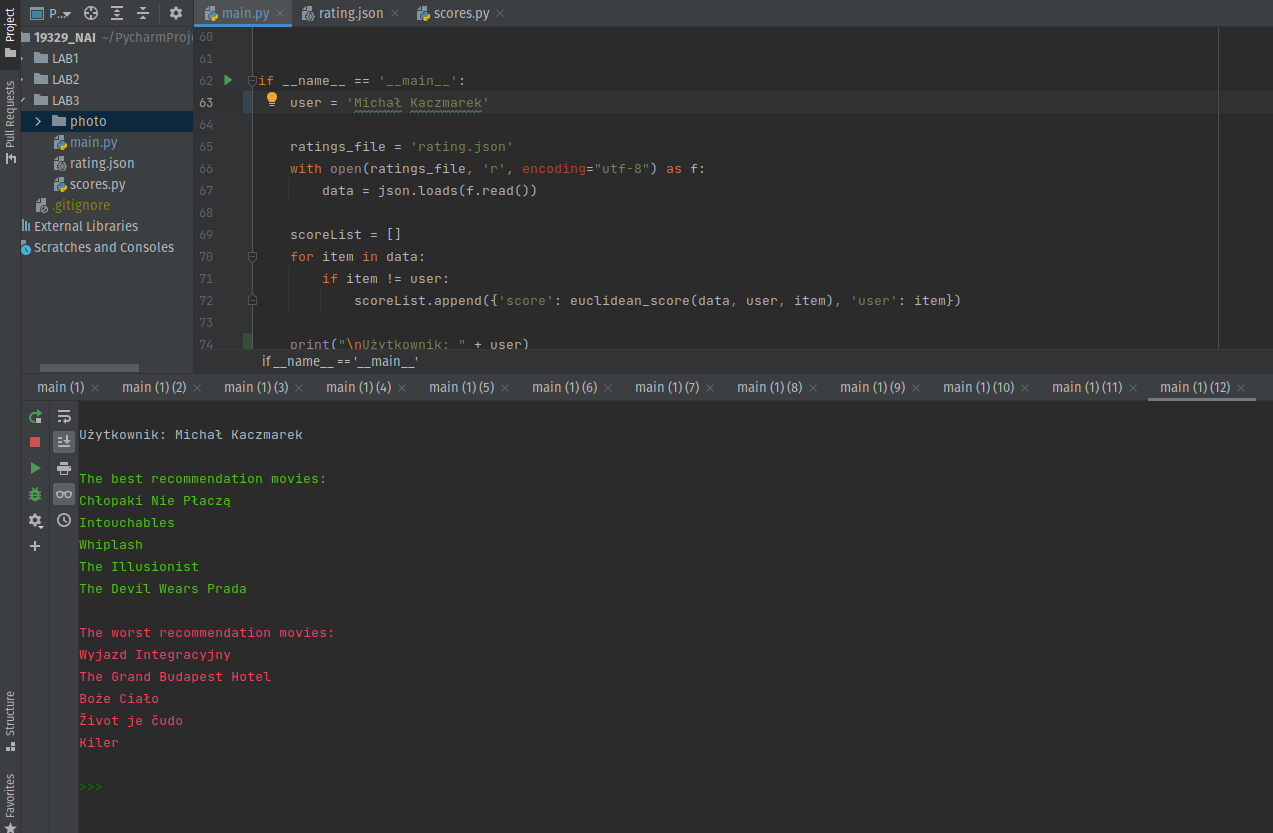 Project
Pull Requests
Structure
Favorites
P..
main.py
rating.json
scores.py
19329_NAI ~/PycharmProj
LAB1
LAB2
LAB3
photo
main.py
rating.json
scores.py
.gitignore
External Libraries
Scratches and Consoles
60
61
62 if __name__ == '__main__':
63 user = 'Michał Kaczmarek'
64
65 ratings_file = 'rating.json'
66 with open(ratings_file, 'r', encoding="utf-8") as f:
67 data = json.loads(f.read())
68
69 scoreList = []
70 for item in data:
71 if item != user:
72 scoreList.append({'score': euclidean_score(data, user, item), 'user': item})
73
74 print("\nUżytkownik: " + user)
if __name__ == '__main__'
main (1) main (1) (2) main (1) (3) main (1) (4) main (1) (5) main (1) (6) main (1) (7) main (1) (8) main (1) (9) main (1) (10) main (1) (11) main (1) (12)
Użytkownik: Michał Kaczmarek
The best recommendation movies:
Chłopaki Nie Płaczą
Intouchables
Whiplash
The Illusionist
The Devil Wears Prada
The worst recommendation movies:
Wyjazd Integracyjny
The Grand Budapest Hotel
Boże Ciało
Život je čudo
Kiler
>>>